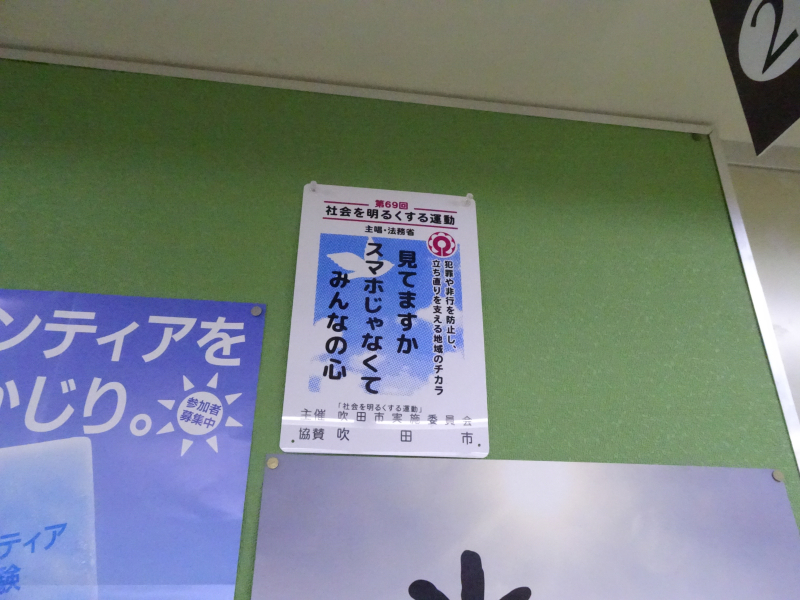 第69回
社会を明るくする運動
主唱・法務省
犯罪や非行を防止し、
立ち直りを支える地域のチカラ
見てますか
スマホじゃなくて
みんなの心
「社会を明るくする運動」
主催 吹田市実施委員会
協賛 吹田市
ンティアを
かじり。
参加者
募集中
ティア
験
2